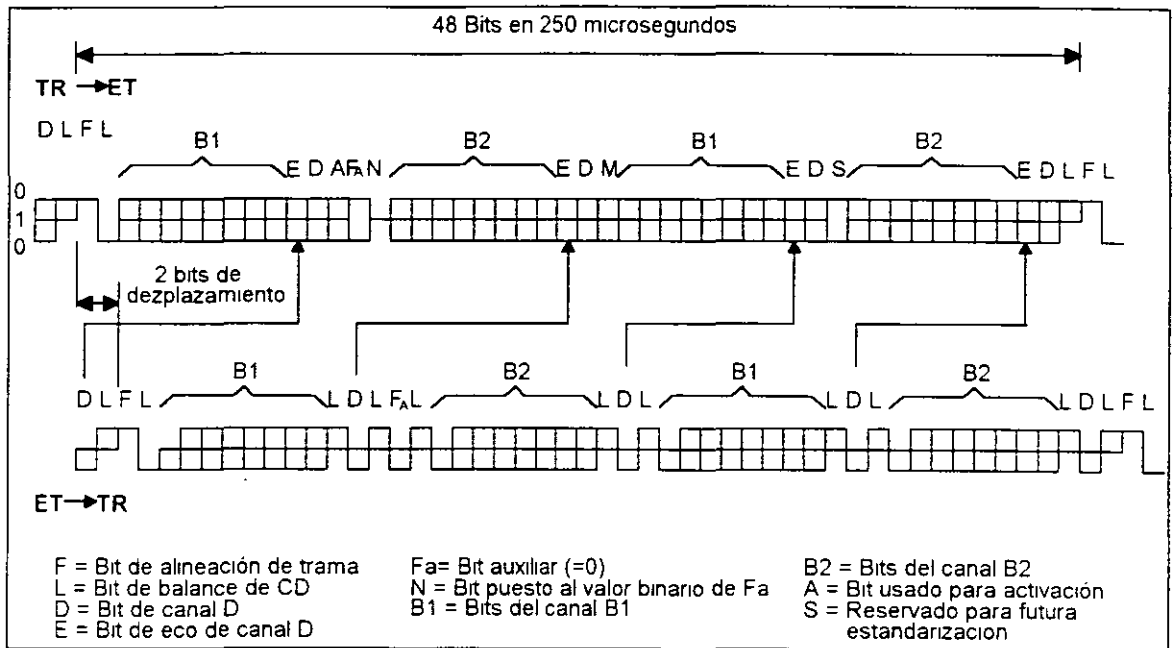 48 Bits en 250 microsegundos
TR → ET
D L F L
B1
E D A FA N
B2
E D M
B1
E D S
B2
E D L F L
0
1
0
2 bits de
dezplazamiento
D L F L
B1
L D L FA L
B2
L D L
B1
L D L
B2
L D L F L
ET → TR
F = Bit de alineación de trama
L = Bit de balance de CD
D = Bit de canal D
E = Bit de eco de canal D
Fa= Bit auxiliar (=0)
N = Bit puesto al valor binario de Fa
B1 = Bits del canal B1
B2 = Bits del canal B2
A = Bit usado para activación
S = Reservado para futura
estandarizacion